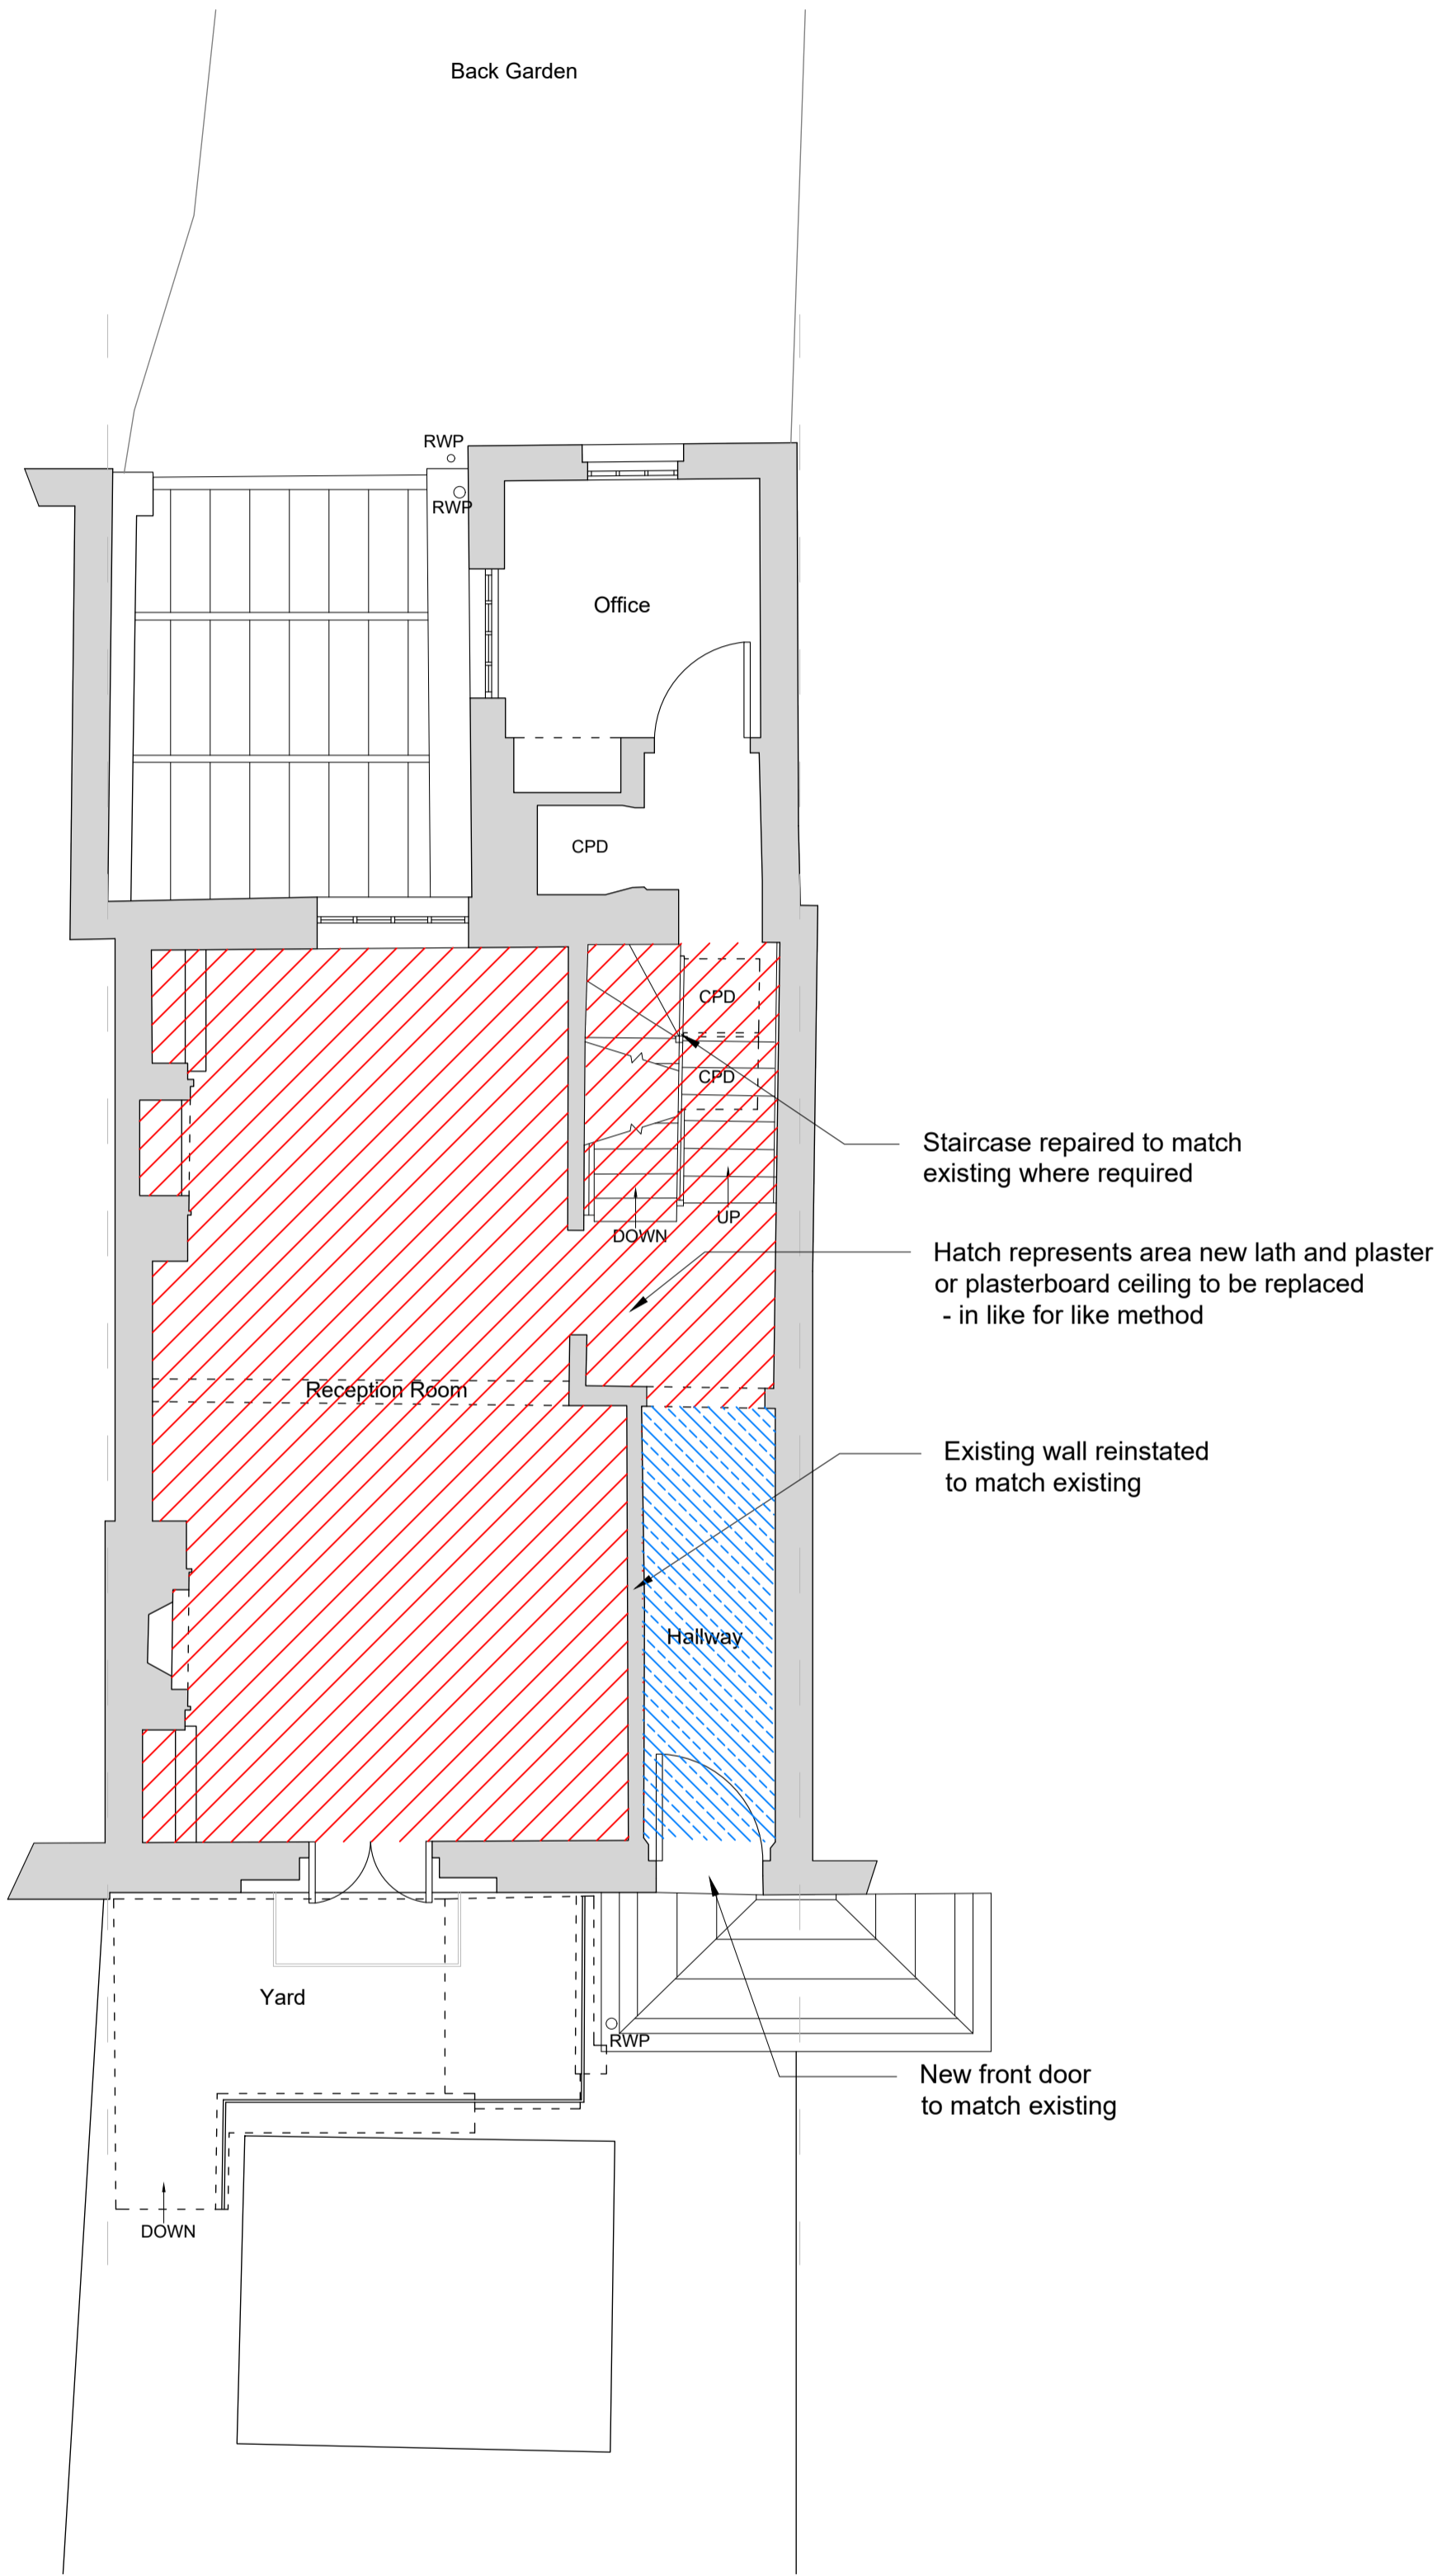 Back Garden
RWP
RWP
Office
CPD
CPD
CPD
Staircase repaired to match
existing where required
UP
DOWN
Hatch represents area new lath and plaster
or plasterboard ceiling to be replaced
- in like for like method
Reception Room
Existing wall reinstated
to match existing
Hallway
Yard
RWP
New front door
to match existing
DOWN